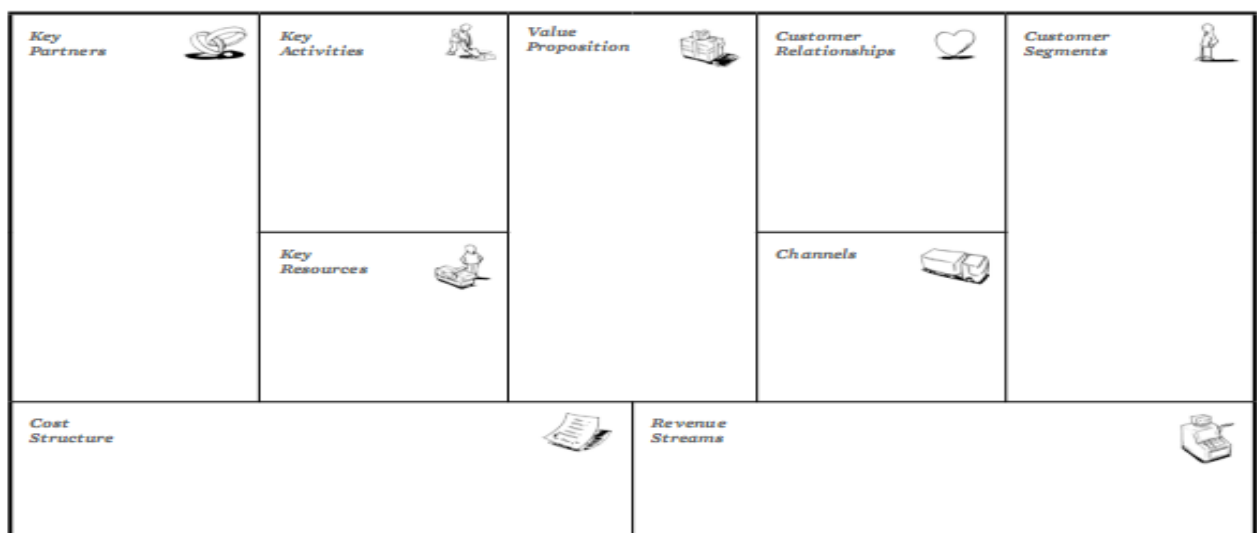 Key
Partners
Key
Activities
Value
Proposition
Customer
Relationships
Customer
Segments
Key
Resources
Channels
Cost
Structure
Revenue
Streams